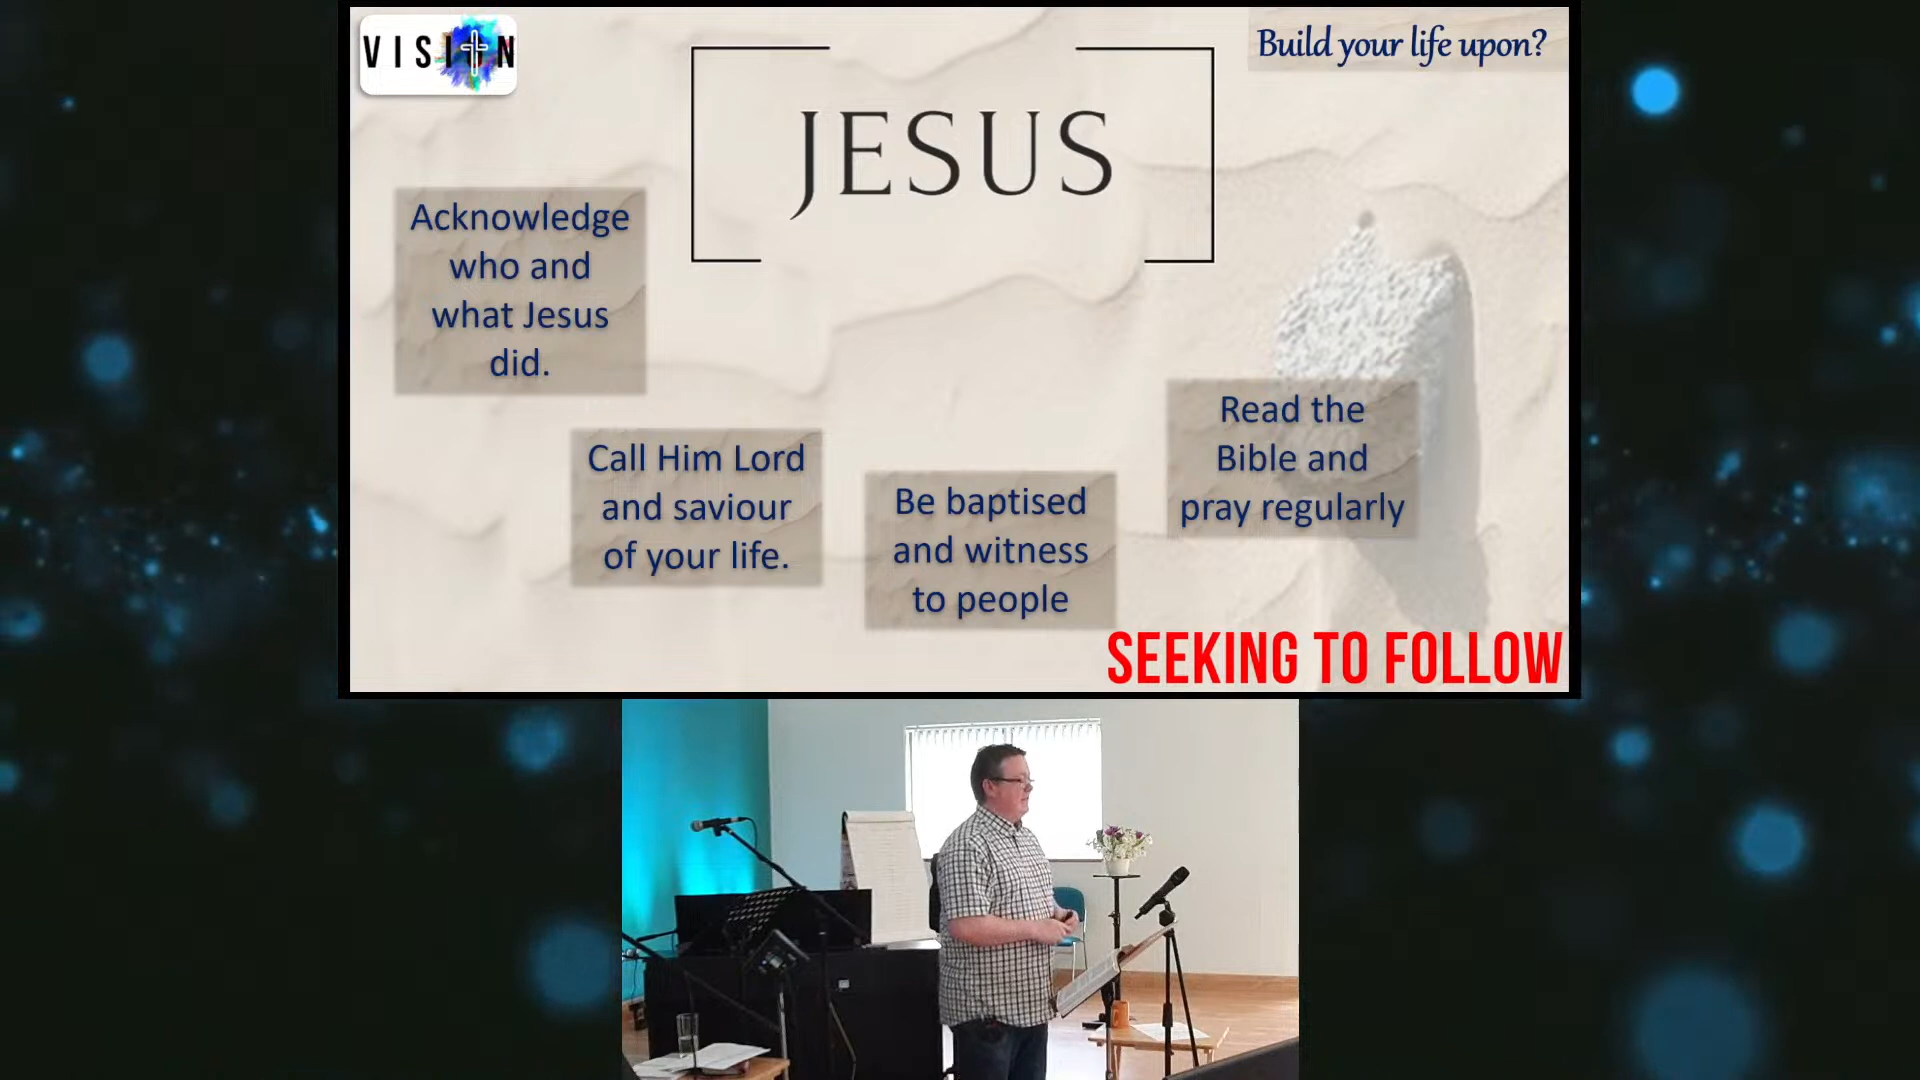 VISION
Build your life upon?
JESUS
Acknowledge
who and
what Jesus
did.
Call Him Lord
and saviour
of your life.
Be baptised
and witness
to people
Read the
Bible and
pray regularly
SEEKING TO FOLLOW